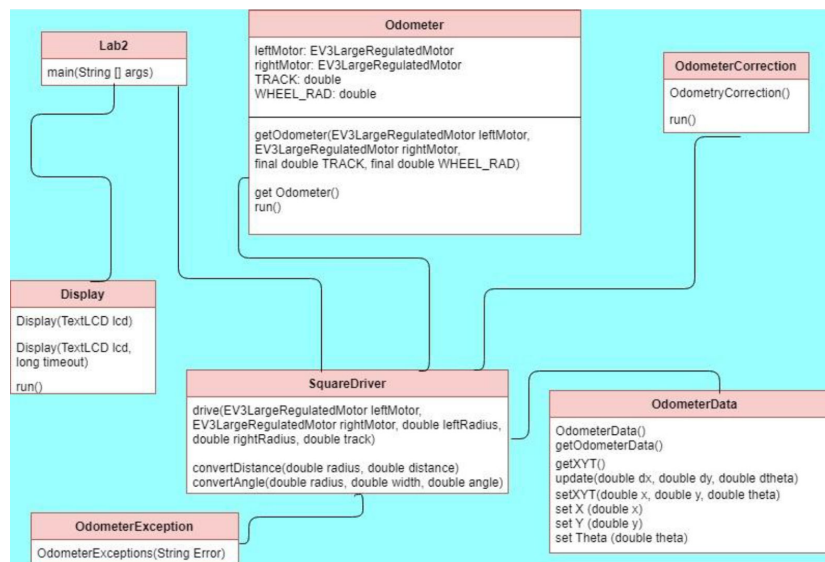 Lab2
main(String [] args)
Odometer
leftMotor: EV3LargeRegulatedMotor
rightMotor: EV3LargeRegulatedMotor
TRACK: double
WHEEL_RAD: double
getOdometer(EV3LargeRegulatedMotor leftMotor,
EV3LargeRegulatedMotor rightMotor,
final double TRACK, final double WHEEL_RAD)
get Odometer()
run()
OdometerCorrection
OdometryCorrection()
run()
Display
Display(TextLCD lcd)
Display(TextLCD lcd,
long timeout)
run()
SquareDriver
drive(EV3LargeRegulatedMotor leftMotor,
EV3LargeRegulatedMotor rightMotor, double leftRadius,
double rightRadius, double track)
convertDistance(double radius, double distance)
convertAngle(double radius, double width, double angle)
OdometerData
OdometerData()
getOdometerData()
getXYT()
update(double dx, double dy, double dtheta)
setXYT(double x, double y, double theta)
set X (double x)
set Y (double y)
set Theta (double theta)
OdometerException
OdometerExceptions(String Error)